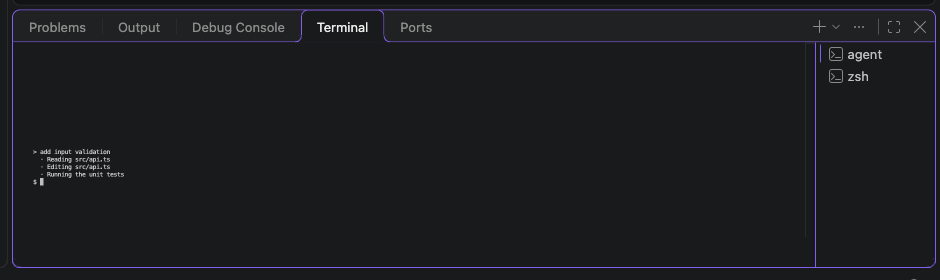 Problems Output Debug Console Terminal Ports
agent
zsh
> add input validation
- Reading src/api.ts
- Editing src/api.ts
- Running the unit tests
$